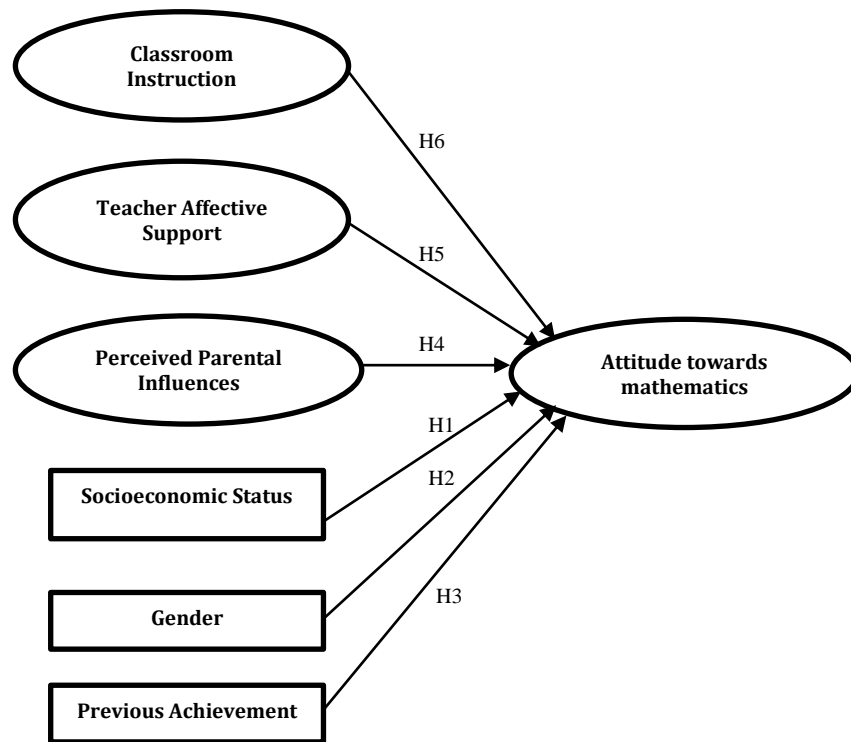 Classroom
Instruction
H6
Teacher Affective
Support
H5
Perceived Parental
Influences
H4
Attitude towards
mathematics
H1
Socioeconomic Status
H2
Gender
H3
Previous Achievement